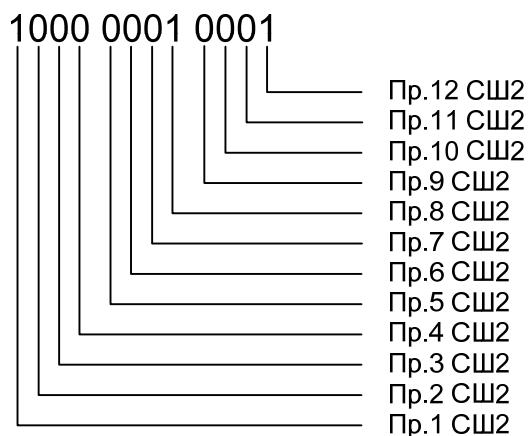 1000 0001 0001
Пр.12 СШ2
Пр.11 СШ2
Пр.10 СШ2
Пр.9 СШ2
Пр.8 СШ2
Пр.7 СШ2
Пр.6 СШ2
Пр.5 СШ2
Пр.4 СШ2
Пр.3 СШ2
Пр.2 СШ2
Пр.1 СШ2